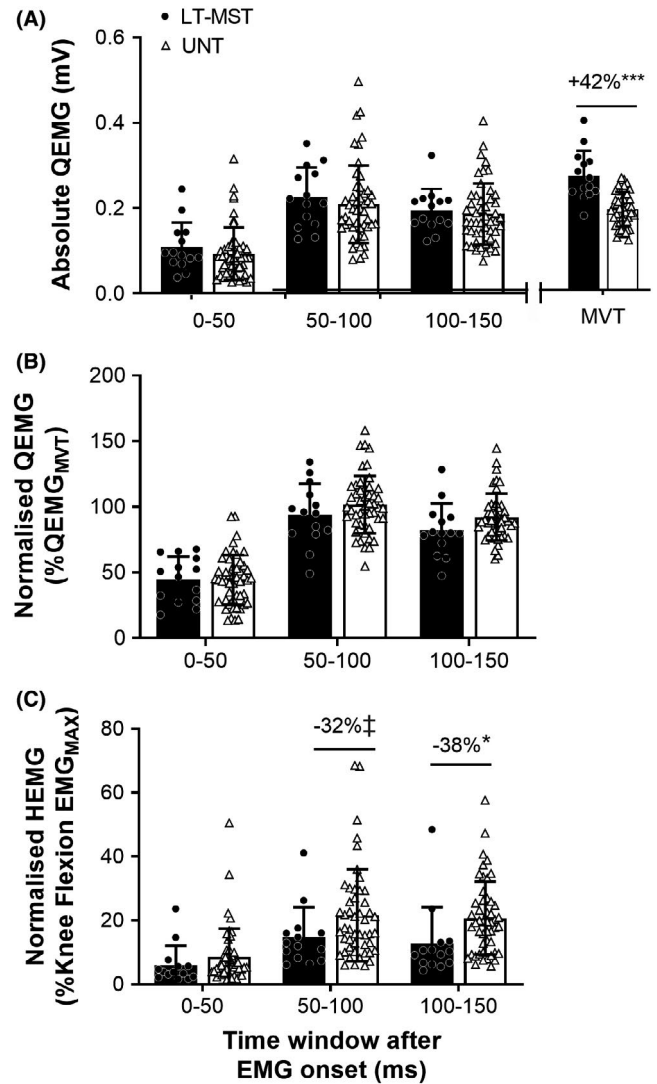 (A)
● LT-MST
△ UNT
Absolute QEMG (mV)
0.6
0.4
0.2
0.0
+42%***
0-50
50-100
100-150
MVT
(B)
Normalised QEMG
(%QEMG_MVT)
200
150
100
50
0
0-50
50-100
100-150
(C)
Normalised HEMG
(%Knee Flexion EMG_MAX)
80
60
40
20
0
-32%‡
-38%*
0-50
50-100
100-150
Time window after
EMG onset (ms)